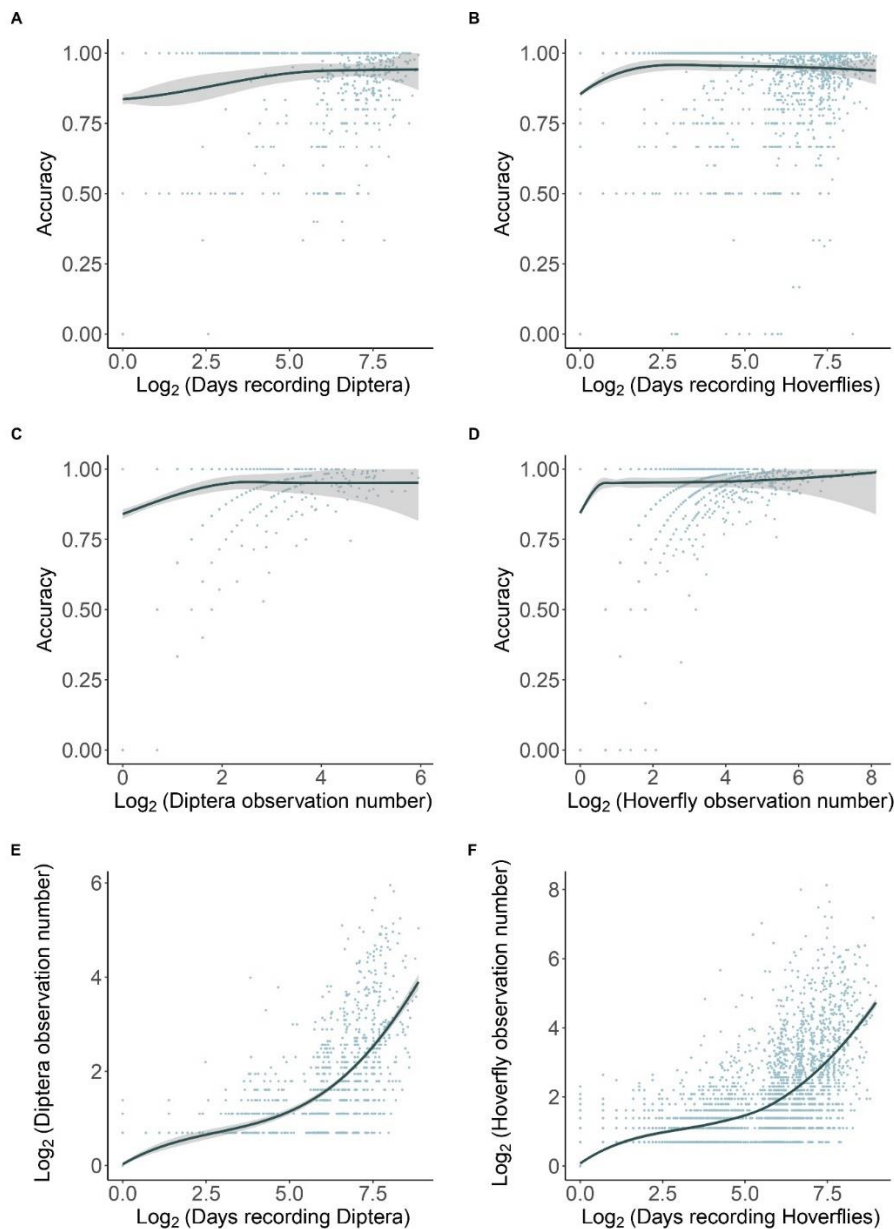 A
B
1.00
0.75
0.50
0.25
0.00
Accuracy
0.0 2.5 5.0 7.5
Log₂ (Days recording Diptera)
1.00
0.75
0.50
0.25
0.00
Accuracy
0.0 2.5 5.0 7.5
Log₂ (Days recording Hoverflies)
C
D
1.00
0.75
0.50
0.25
0.00
Accuracy
0 2 4 6
Log₂ (Diptera observation number)
1.00
0.75
0.50
0.25
0.00
Accuracy
0 2 4 6 8
Log₂ (Hoverfly observation number)
E
F
6
4
2
0
Log₂ (Diptera observation number)
0.0 2.5 5.0 7.5
Log₂ (Days recording Diptera)
8
6
4
2
0
Log₂ (Hoverfly observation number)
0.0 2.5 5.0 7.5
Log₂ (Days recording Hoverflies)